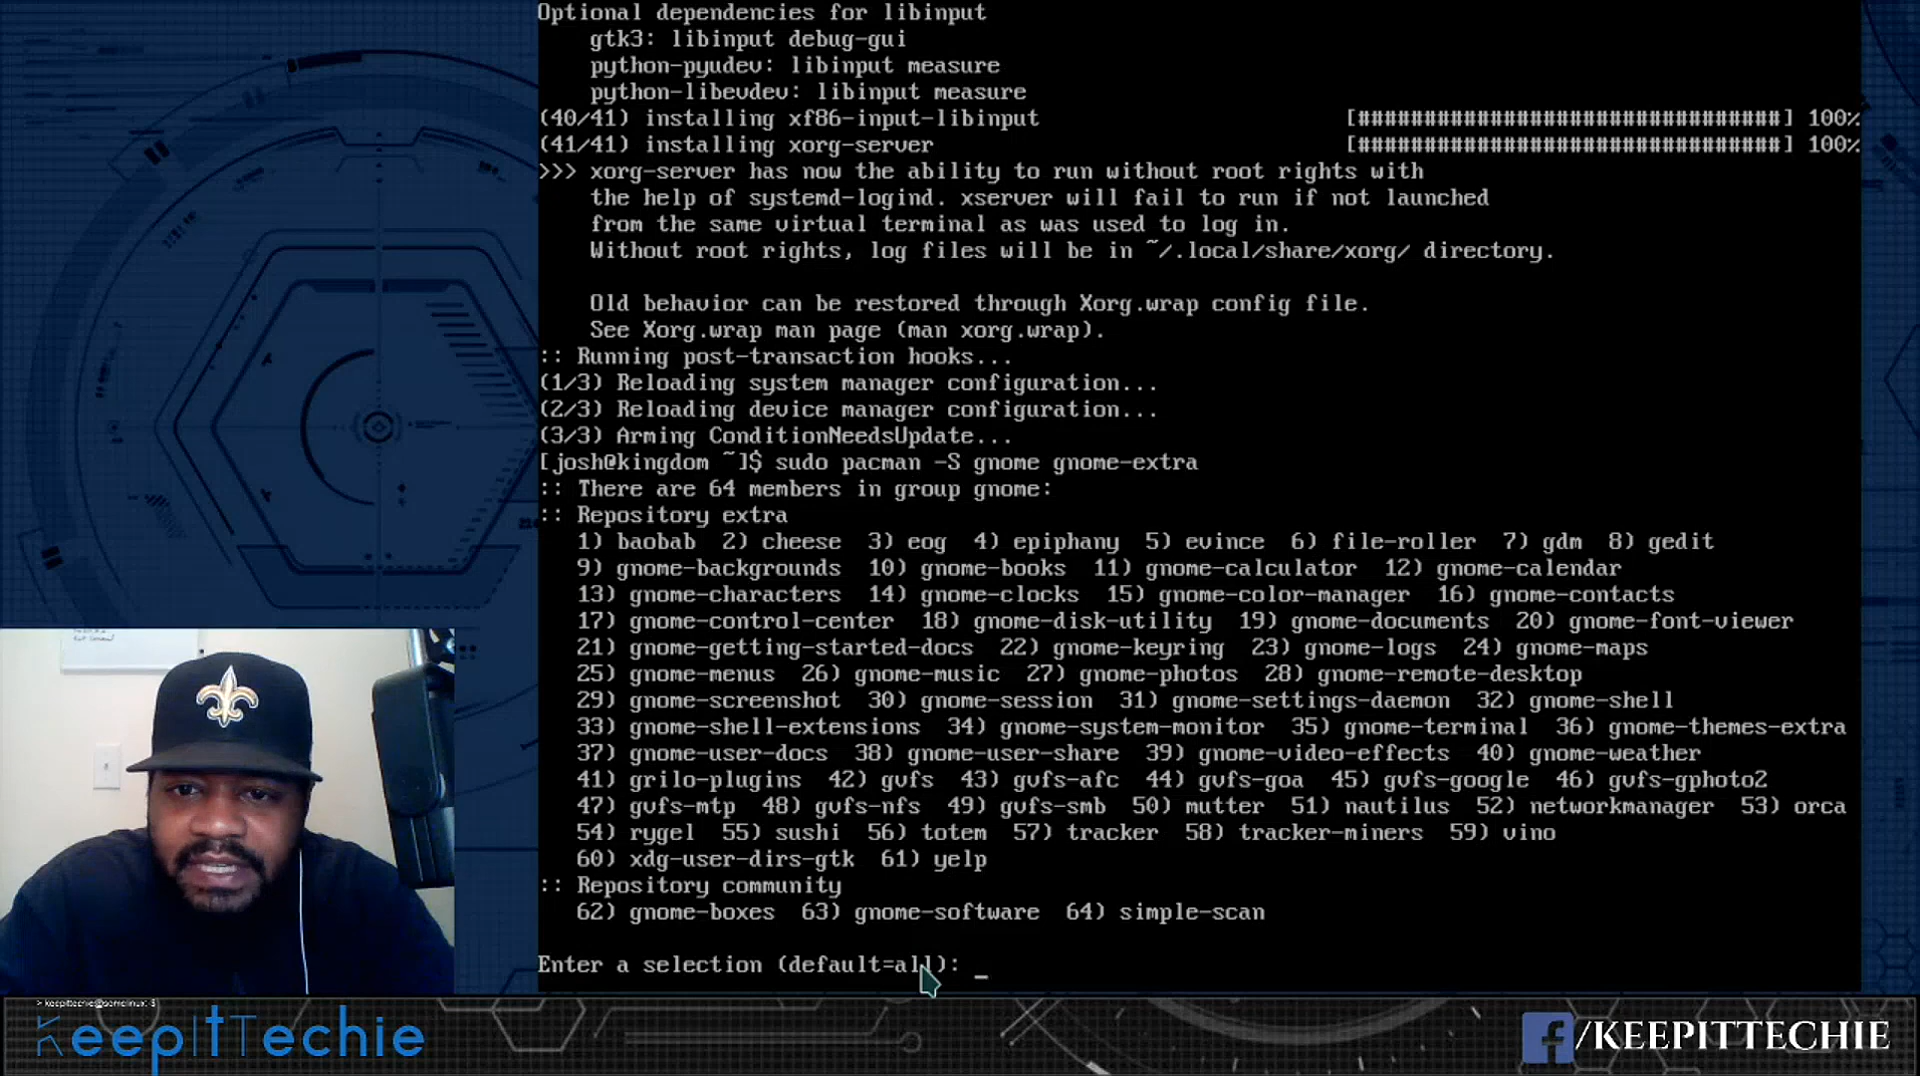 Optional dependencies for libinput
gtk3: libinput debug-gui
python-pyudev: libinput measure
python-libevdev: libinput measure
(40/41) installing xf86-input-libinput [################################] 100%
(41/41) installing xorg-server [################################] 100%
>>> xorg-server has now the ability to run without root rights with
the help of systemd-logind. xserver will fail to run if not launched
from the same virtual terminal as was used to log in.
Without root rights, log files will be in ~/.local/share/xorg/ directory.
Old behavior can be restored through Xorg.wrap config file.
See Xorg.wrap man page (man xorg.wrap).
:: Running post-transaction hooks...
(1/3) Reloading system manager configuration...
(2/3) Reloading device manager configuration...
(3/3) Arming ConditionNeedsUpdate...
[josh@kingdom ~]$ sudo pacman -S gnome gnome-extra
:: There are 64 members in group gnome:
:: Repository extra
1) baobab 2) cheese 3) eog 4) epiphany 5) evince 6) file-roller 7) gdm 8) gedit
9) gnome-backgrounds 10) gnome-books 11) gnome-calculator 12) gnome-calendar
13) gnome-characters 14) gnome-clocks 15) gnome-color-manager 16) gnome-contacts
17) gnome-control-center 18) gnome-disk-utility 19) gnome-documents 20) gnome-font-viewer
21) gnome-getting-started-docs 22) gnome-keyring 23) gnome-logs 24) gnome-maps
25) gnome-menus 26) gnome-music 27) gnome-photos 28) gnome-remote-desktop
29) gnome-screenshot 30) gnome-session 31) gnome-settings-daemon 32) gnome-shell
33) gnome-shell-extensions 34) gnome-system-monitor 35) gnome-terminal 36) gnome-themes-extra
37) gnome-user-docs 38) gnome-user-share 39) gnome-video-effects 40) gnome-weather
41) grilo-plugins 42) gvfs 43) gvfs-afc 44) gvfs-goa 45) gvfs-google 46) gvfs-gphoto2
47) gvfs-mtp 48) gvfs-nfs 49) gvfs-smb 50) mutter 51) nautilus 52) networkmanager 53) orca
54) rygel 55) sushi 56) totem 57) tracker 58) tracker-miners 59) vino
60) xdg-user-dirs-gtk 61) yelp
:: Repository community
62) gnome-boxes 63) gnome-software 64) simple-scan
Enter a selection (default=all): _
> keepittechie@somelinux:$
KeepItTechie
/KEEPITTECHIE